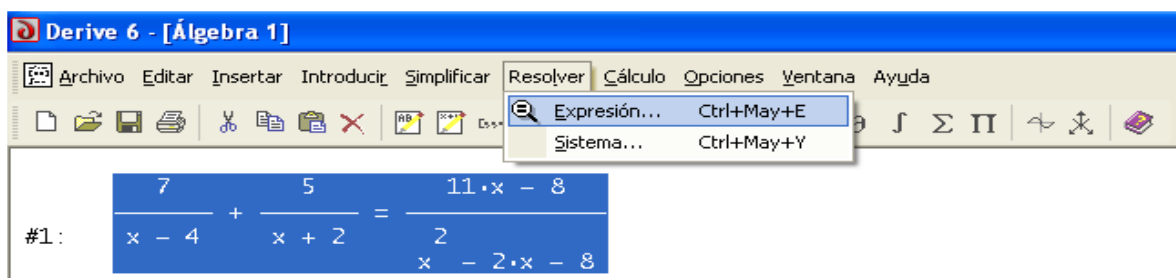 Derive 6 - [Álgebra 1]
Archivo Editar Insertar Introducir Simplificar Resolver Cálculo Opciones Ventana Ayuda
Expresión... Ctrl+May+E
Sistema... Ctrl+May+Y
7 5 11·x - 8
#1: ――― + ――― = ―――――――
x - 4 x + 2 2
x - 2·x - 8